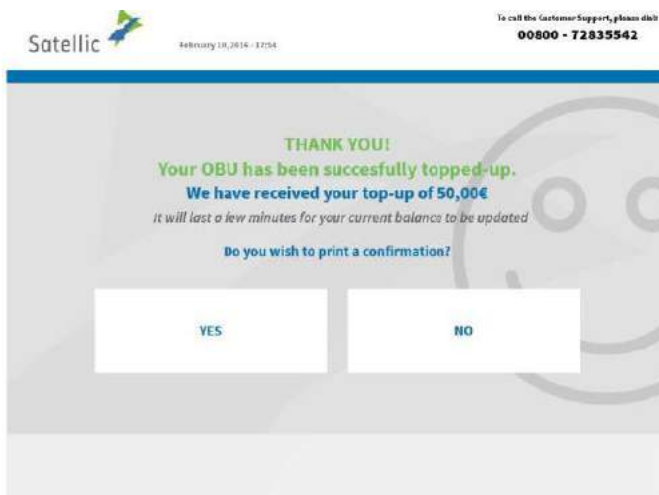 Satellic
February 10, 2016 - 17:54
To call the Customer Support, please dial:
00800 - 72835542
THANK YOU!
Your OBU has been succesfully topped-up.
We have received your top-up of 50,00€
It will last a few minutes for your current balance to be updated
Do you wish to print a confirmation?
YES
NO